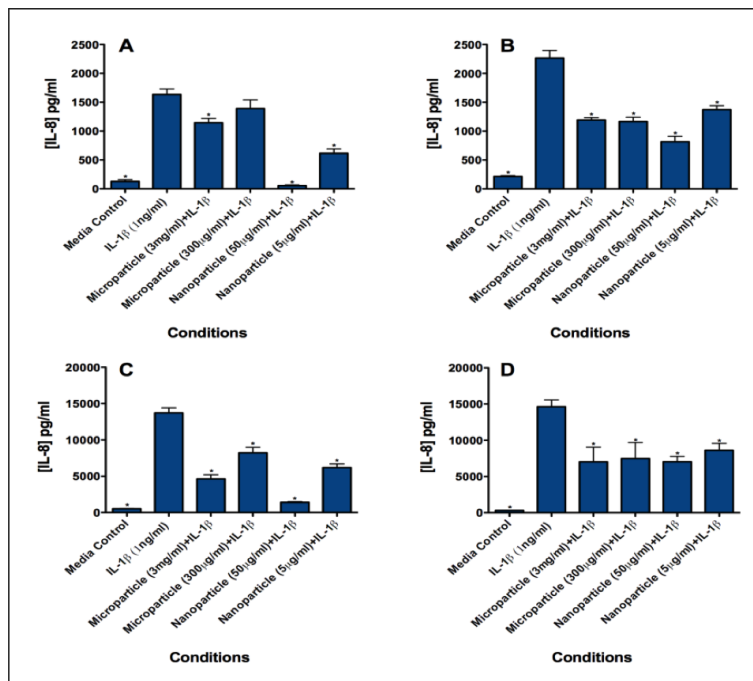 A
[IL-8] pg/ml
2500
2000
1500
1000
500
0
*
*
*
*
Media Control
IL-1β (1ng/ml)
Microparticle (3mg/ml)+IL-1β
Microparticle (300μg/ml)+IL-1β
Nanoparticle (50μg/ml)+IL-1β
Nanoparticle (5μg/ml)+IL-1β
Conditions
B
[IL-8] pg/ml
2500
2000
1500
1000
500
0
*
*
*
*
*
Media Control
IL-1β (1ng/ml)
Microparticle (3mg/ml)+IL-1β
Microparticle (300μg/ml)+IL-1β
Nanoparticle (50μg/ml)+IL-1β
Nanoparticle (5μg/ml)+IL-1β
Conditions
C
[IL-8] pg/ml
20000
15000
10000
5000
0
*
*
*
*
*
Media Control
IL-1β (1ng/ml)
Microparticle (3mg/ml)+IL-1β
Microparticle (300μg/ml)+IL-1β
Nanoparticle (50μg/ml)+IL-1β
Nanoparticle (5μg/ml)+IL-1β
Conditions
D
[IL-8] pg/ml
20000
15000
10000
5000
0
*
*
*
*
*
Media Control
IL-1β (1ng/ml)
Microparticle (3mg/ml)+IL-1β
Microparticle (300μg/ml)+IL-1β
Nanoparticle (50μg/ml)+IL-1β
Nanoparticle (5μg/ml)+IL-1β
Conditions